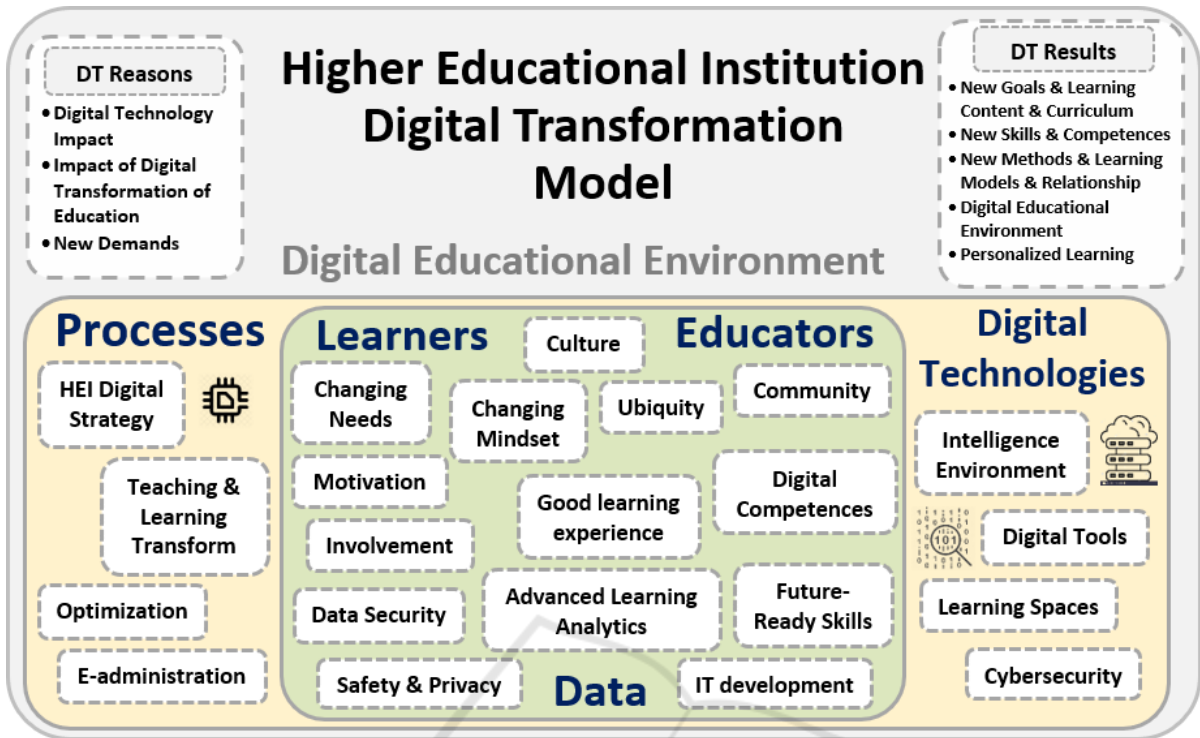 Higher Educational Institution
Digital Transformation
Model
Digital Educational Environment
DT Reasons
• Digital Technology
Impact
• Impact of Digital
Transformation of
Education
• New Demands
DT Results
• New Goals & Learning
Content & Curriculum
• New Skills & Competences
• New Methods & Learning
Models & Relationship
• Digital Educational
Environment
• Personalized Learning
Processes
HEI Digital
Strategy
Teaching &
Learning
Transform
Optimization
E-administration
Learners
Educators
Data
Culture
Changing
Needs
Changing
Mindset
Ubiquity
Community
Motivation
Good learning
experience
Digital
Competences
Involvement
Data Security
Advanced Learning
Analytics
Future-
Ready Skills
Safety & Privacy
IT development
Digital
Technologies
Intelligence
Environment
101
Digital Tools
Learning Spaces
Cybersecurity